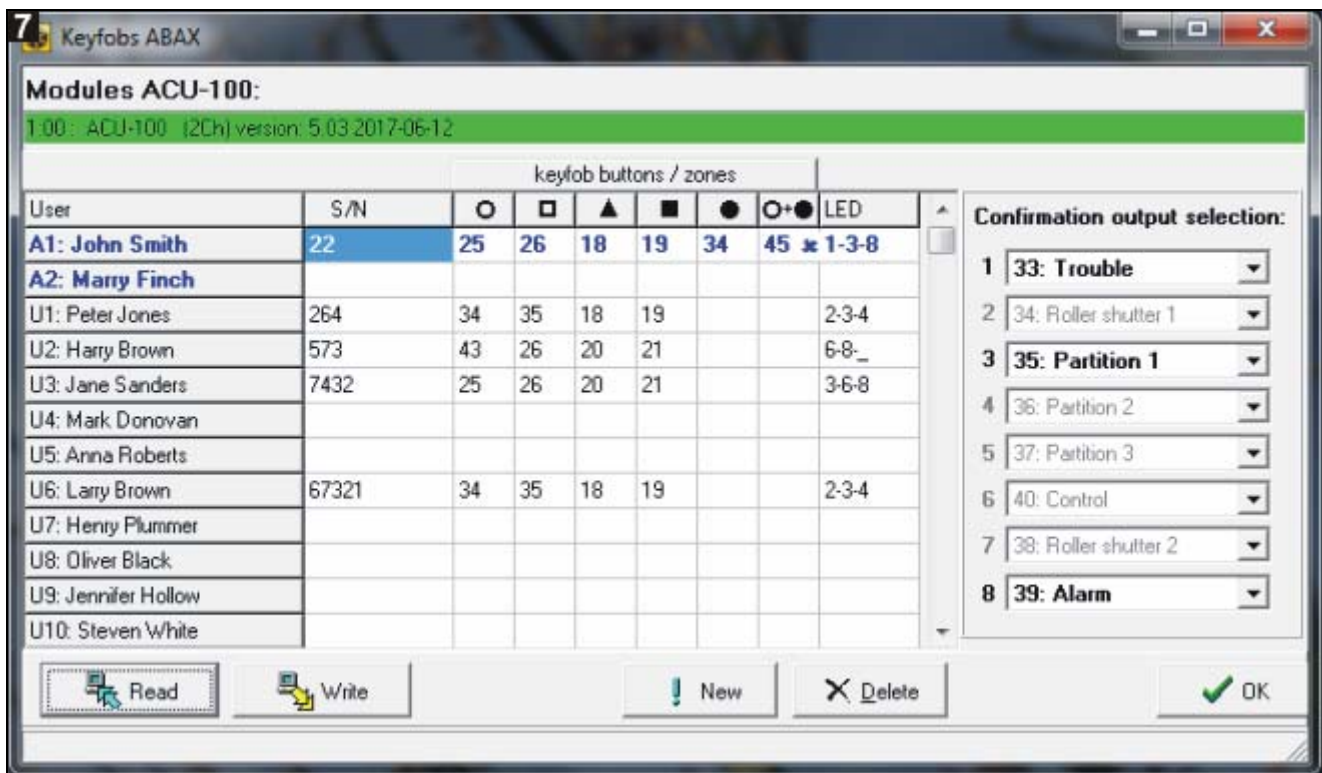 7
Keyfobs ABAX
Modules ACU-100:
1:00 : ACU-100 (2Ch) version: 5.03 2017-06-12
keyfob buttons / zones
User S/N ○ □ ▲ ■ ● ○+● LED
A1: John Smith 22 25 26 18 19 34 45 × 1-3-8
A2: Marry Finch
U1: Peter Jones 264 34 35 18 19 2-3-4
U2: Harry Brown 573 43 26 20 21 6-8-_
U3: Jane Sanders 7432 25 26 20 21 3-6-8
U4: Mark Donovan
U5: Anna Roberts
U6: Larry Brown 67321 34 35 18 19 2-3-4
U7: Henry Plummer
U8: Oliver Black
U9: Jennifer Hollow
U10: Steven White
Confirmation output selection:
1 33: Trouble
2 34: Roller shutter 1
3 35: Partition 1
4 36: Partition 2
5 37: Partition 3
6 40: Control
7 38: Roller shutter 2
8 39: Alarm
Read Write New Delete OK